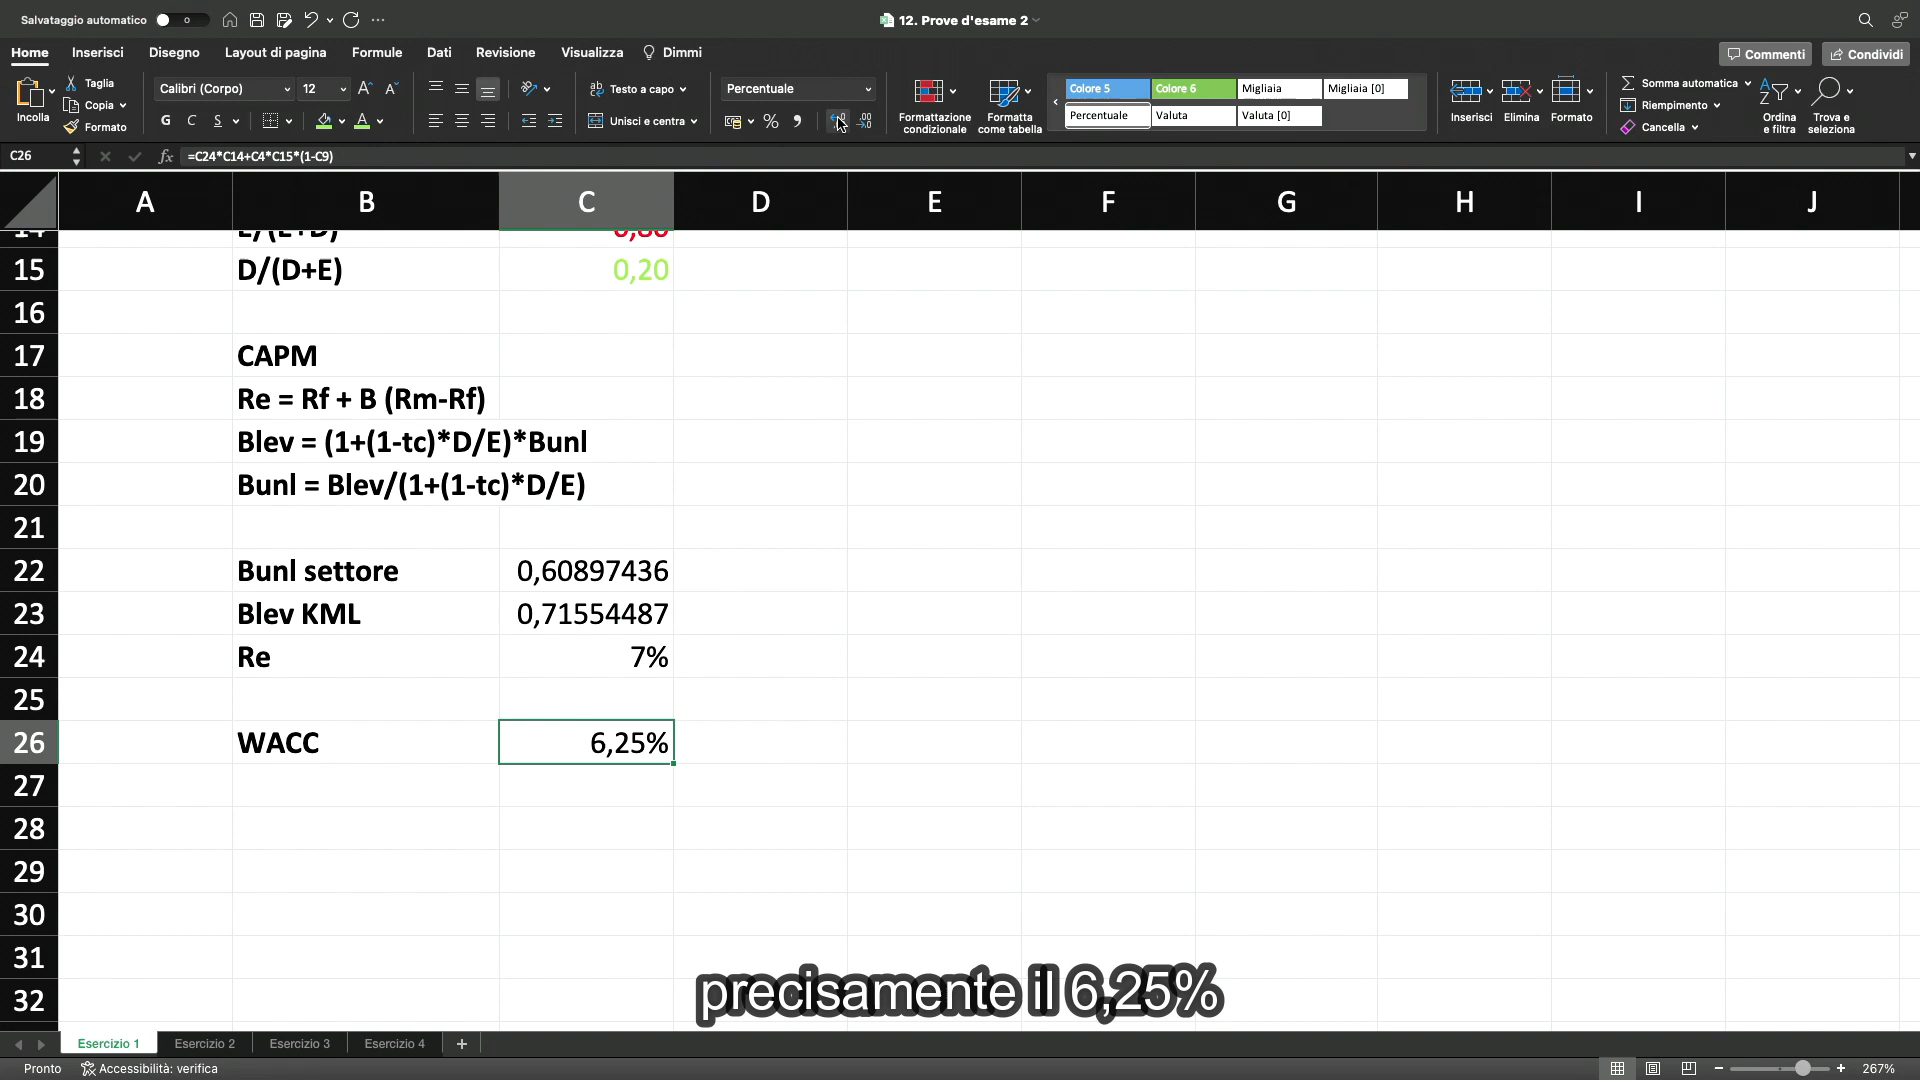 Salvataggio automatico
12. Prove d'esame 2
Home Inserisci Disegno Layout di pagina Formule Dati Revisione Visualizza Dimmi
Commenti Condividi
Incolla
Taglia
Copia
Formato
Calibri (Corpo) 12
G C S
Testo a capo
Unisci e centra
Percentuale
Formattazione condizionale
Formatta come tabella
Colore 5 Colore 6 Migliaia Migliaia [0]
Percentuale Valuta Valuta [0]
Inserisci Elimina Formato
Somma automatica
Riempimento
Cancella
Ordina e filtra
Trova e seleziona
C26 fx =C24*C14+C4*C15*(1-C9)
A B C D E F G H I J
14 E/(E+D) 0,80
15 D/(D+E) 0,20
16
17 CAPM
18 Re = Rf + B (Rm-Rf)
19 Blev = (1+(1-tc)*D/E)*Bunl
20 Bunl = Blev/(1+(1-tc)*D/E)
21
22 Bunl settore 0,60897436
23 Blev KML 0,71554487
24 Re 7%
25
26 WACC 6,25%
27
28
29
30
31
32
precisamente il 6,25%
Esercizio 1 Esercizio 2 Esercizio 3 Esercizio 4 +
Pronto Accessibilità: verifica
267%